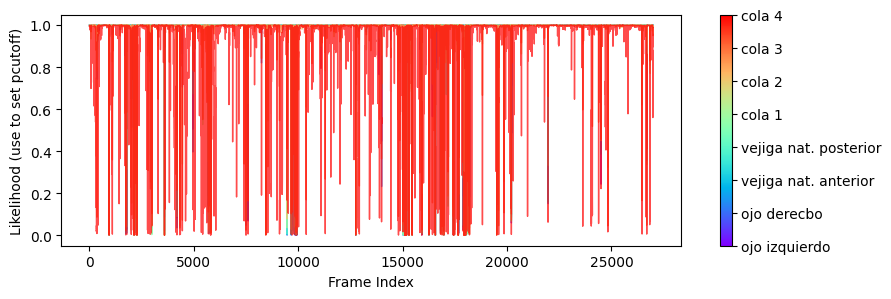 Likelihood (use to set pcutoff)
1.0
0.8
0.6
0.4
0.2
0.0
0
5000
10000
15000
20000
25000
Frame Index
cola 4
cola 3
cola 2
cola 1
vejiga nat. posterior
vejiga nat. anterior
ojo derecbo
ojo izquierdo